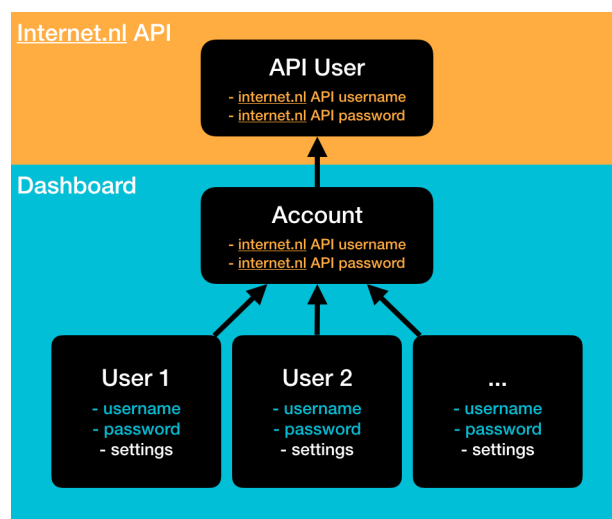 Internet.nl API
API User
- internet.nl API username
- internet.nl API password
Dashboard
Account
- internet.nl API username
- internet.nl API password
User 1
- username
- password
- settings
User 2
- username
- password
- settings
...
- username
- password
- settings